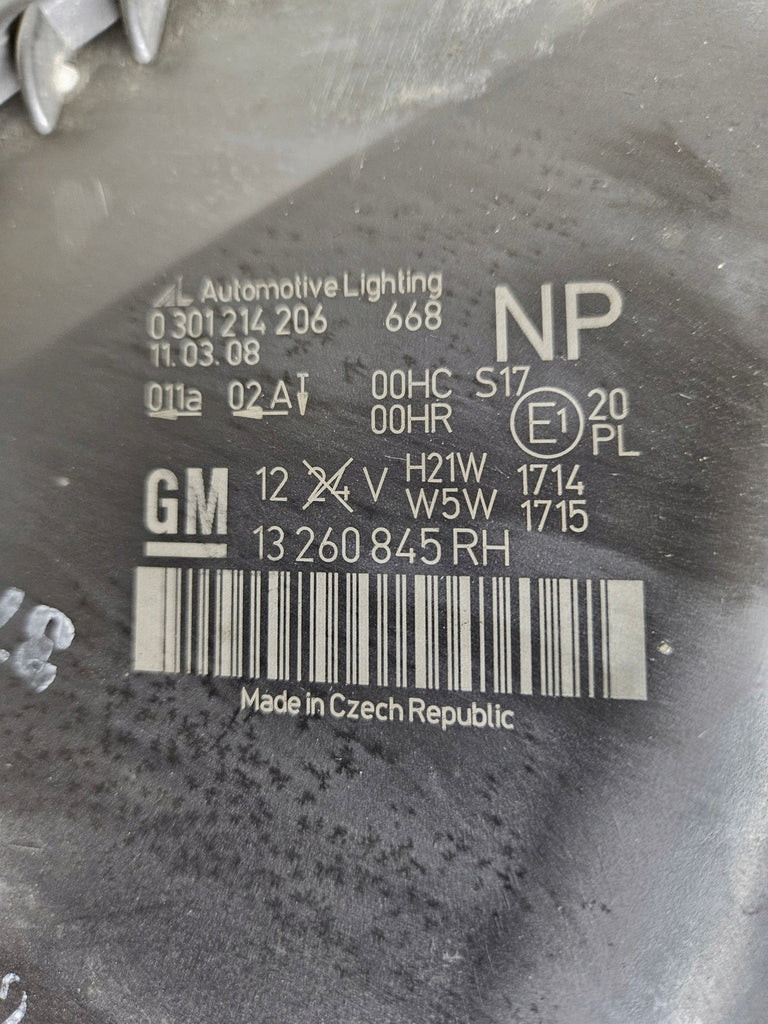 AL Automotive Lighting
0 301 214 206 668
NP
11. 03. 08
011a 02 A 00HC S17
00HR E1 20
PL
GM 12 24 V H21W 1714
W5W 1715
13 260 845 RH
Made in Czech Republic